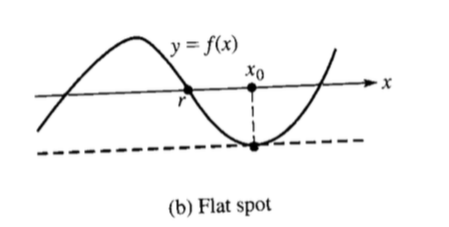 y = f(x)
x₀
x
r
(b) Flat spot